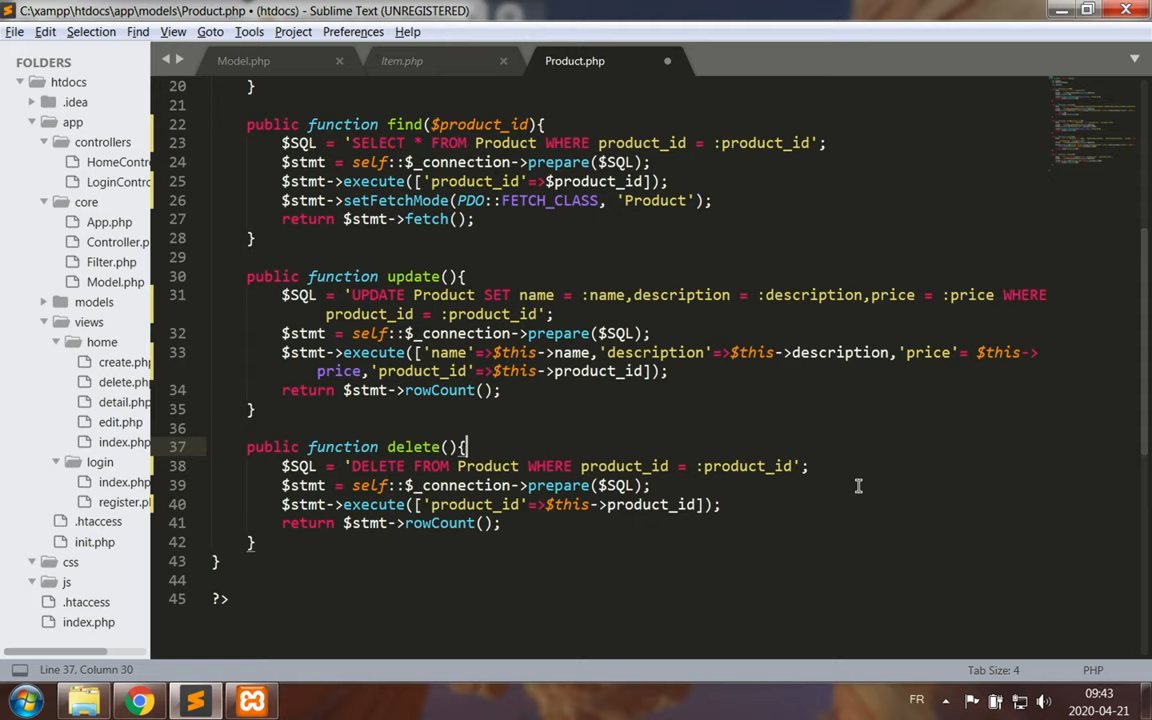 C:\xampp\htdocs\app\models\Product.php • (htdocs) - Sublime Text (UNREGISTERED)
File Edit Selection Find View Goto Tools Project Preferences Help
FOLDERS
htdocs
.idea
app
controllers
HomeContro
LoginContro
core
App.php
Controller.p
Filter.php
Model.php
models
views
home
create.php
delete.php
detail.php
edit.php
index.php
login
index.php
register.pl
.htaccess
init.php
css
js
.htaccess
index.php
Model.php Item.php Product.php
20 }
21
22 public function find($product_id){
23 $SQL = 'SELECT * FROM Product WHERE product_id = :product_id';
24 $stmt = self::$_connection->prepare($SQL);
25 $stmt->execute(['product_id'=>$product_id]);
26 $stmt->setFetchMode(PDO::FETCH_CLASS, 'Product');
27 return $stmt->fetch();
28 }
29
30 public function update(){
31 $SQL = 'UPDATE Product SET name = :name,description = :description,price = :price WHERE
product_id = :product_id';
32 $stmt = self::$_connection->prepare($SQL);
33 $stmt->execute(['name'=>$this->name,'description'=>$this->description,'price'= $this->
price,'product_id'=>$this->product_id]);
34 return $stmt->rowCount();
35 }
36
37 public function delete(){
38 $SQL = 'DELETE FROM Product WHERE product_id = :product_id';
39 $stmt = self::$_connection->prepare($SQL);
40 $stmt->execute(['product_id'=>$this->product_id]);
41 return $stmt->rowCount();
42 }
43 }
44
45 ?>
Line 37, Column 30 Tab Size: 4 PHP
FR 09:43
2020-04-21